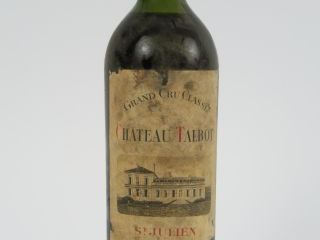 GRAND CRU CLASSÉ
CHATEAU TALBOT
ST JULIEN